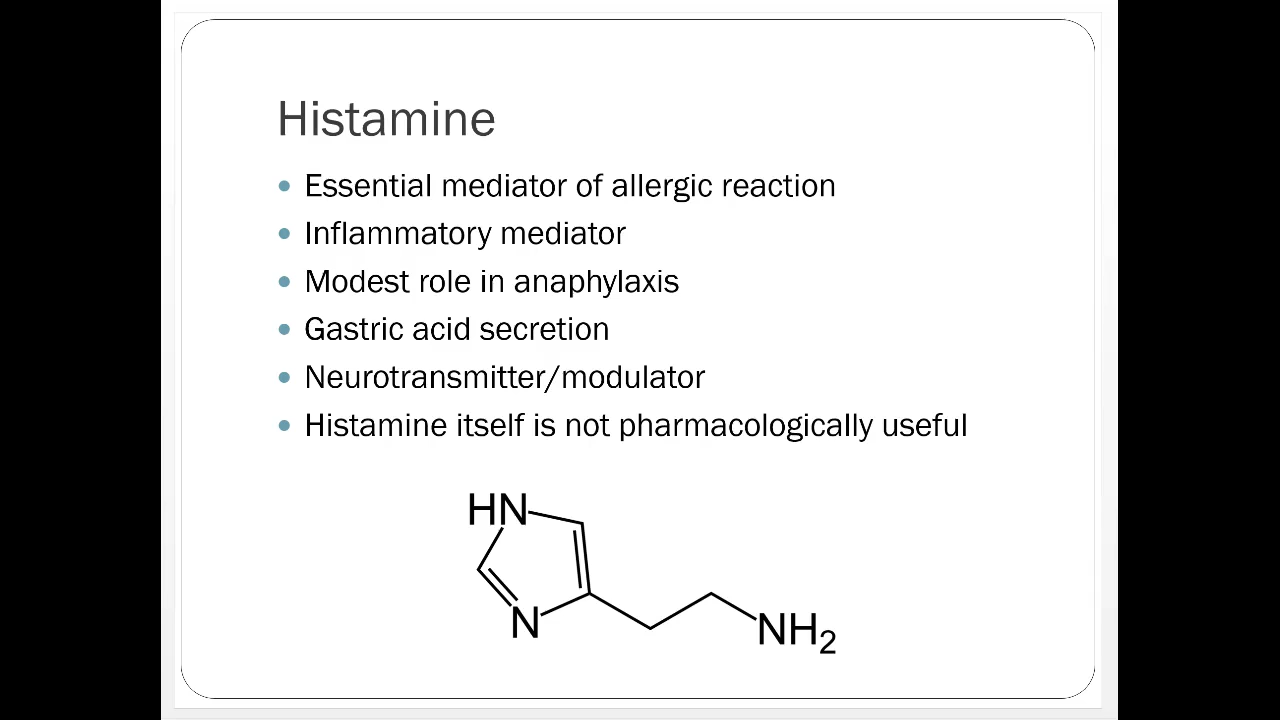 Histamine
Essential mediator of allergic reaction
Inflammatory mediator
Modest role in anaphylaxis
Gastric acid secretion
Neurotransmitter/modulator
Histamine itself is not pharmacologically useful
HN
N
NH₂